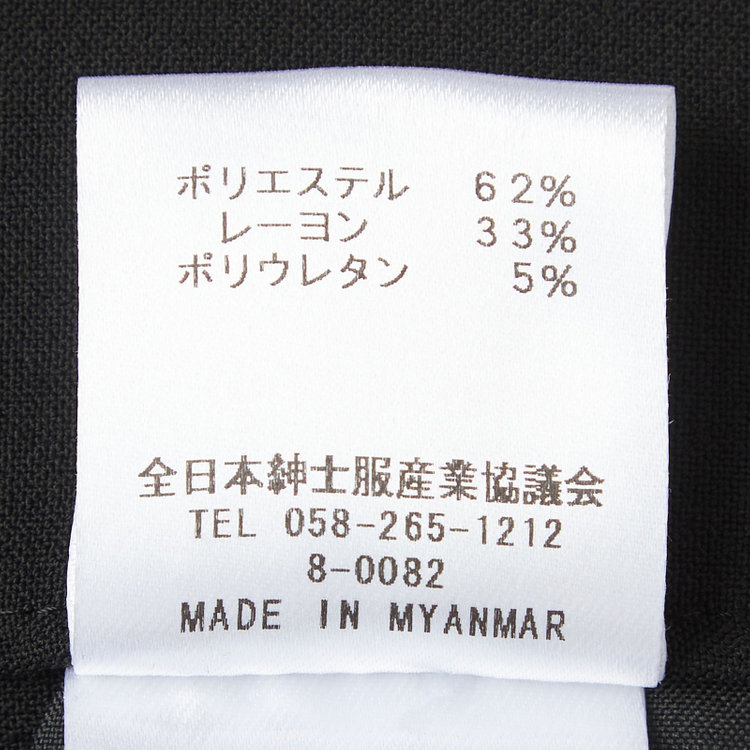 ポリエステル 62%
レーヨン 33%
ポリウレタン 5%
全日本紳士服産業協議会
TEL 058-265-1212
8-0082
MADE IN MYANMAR